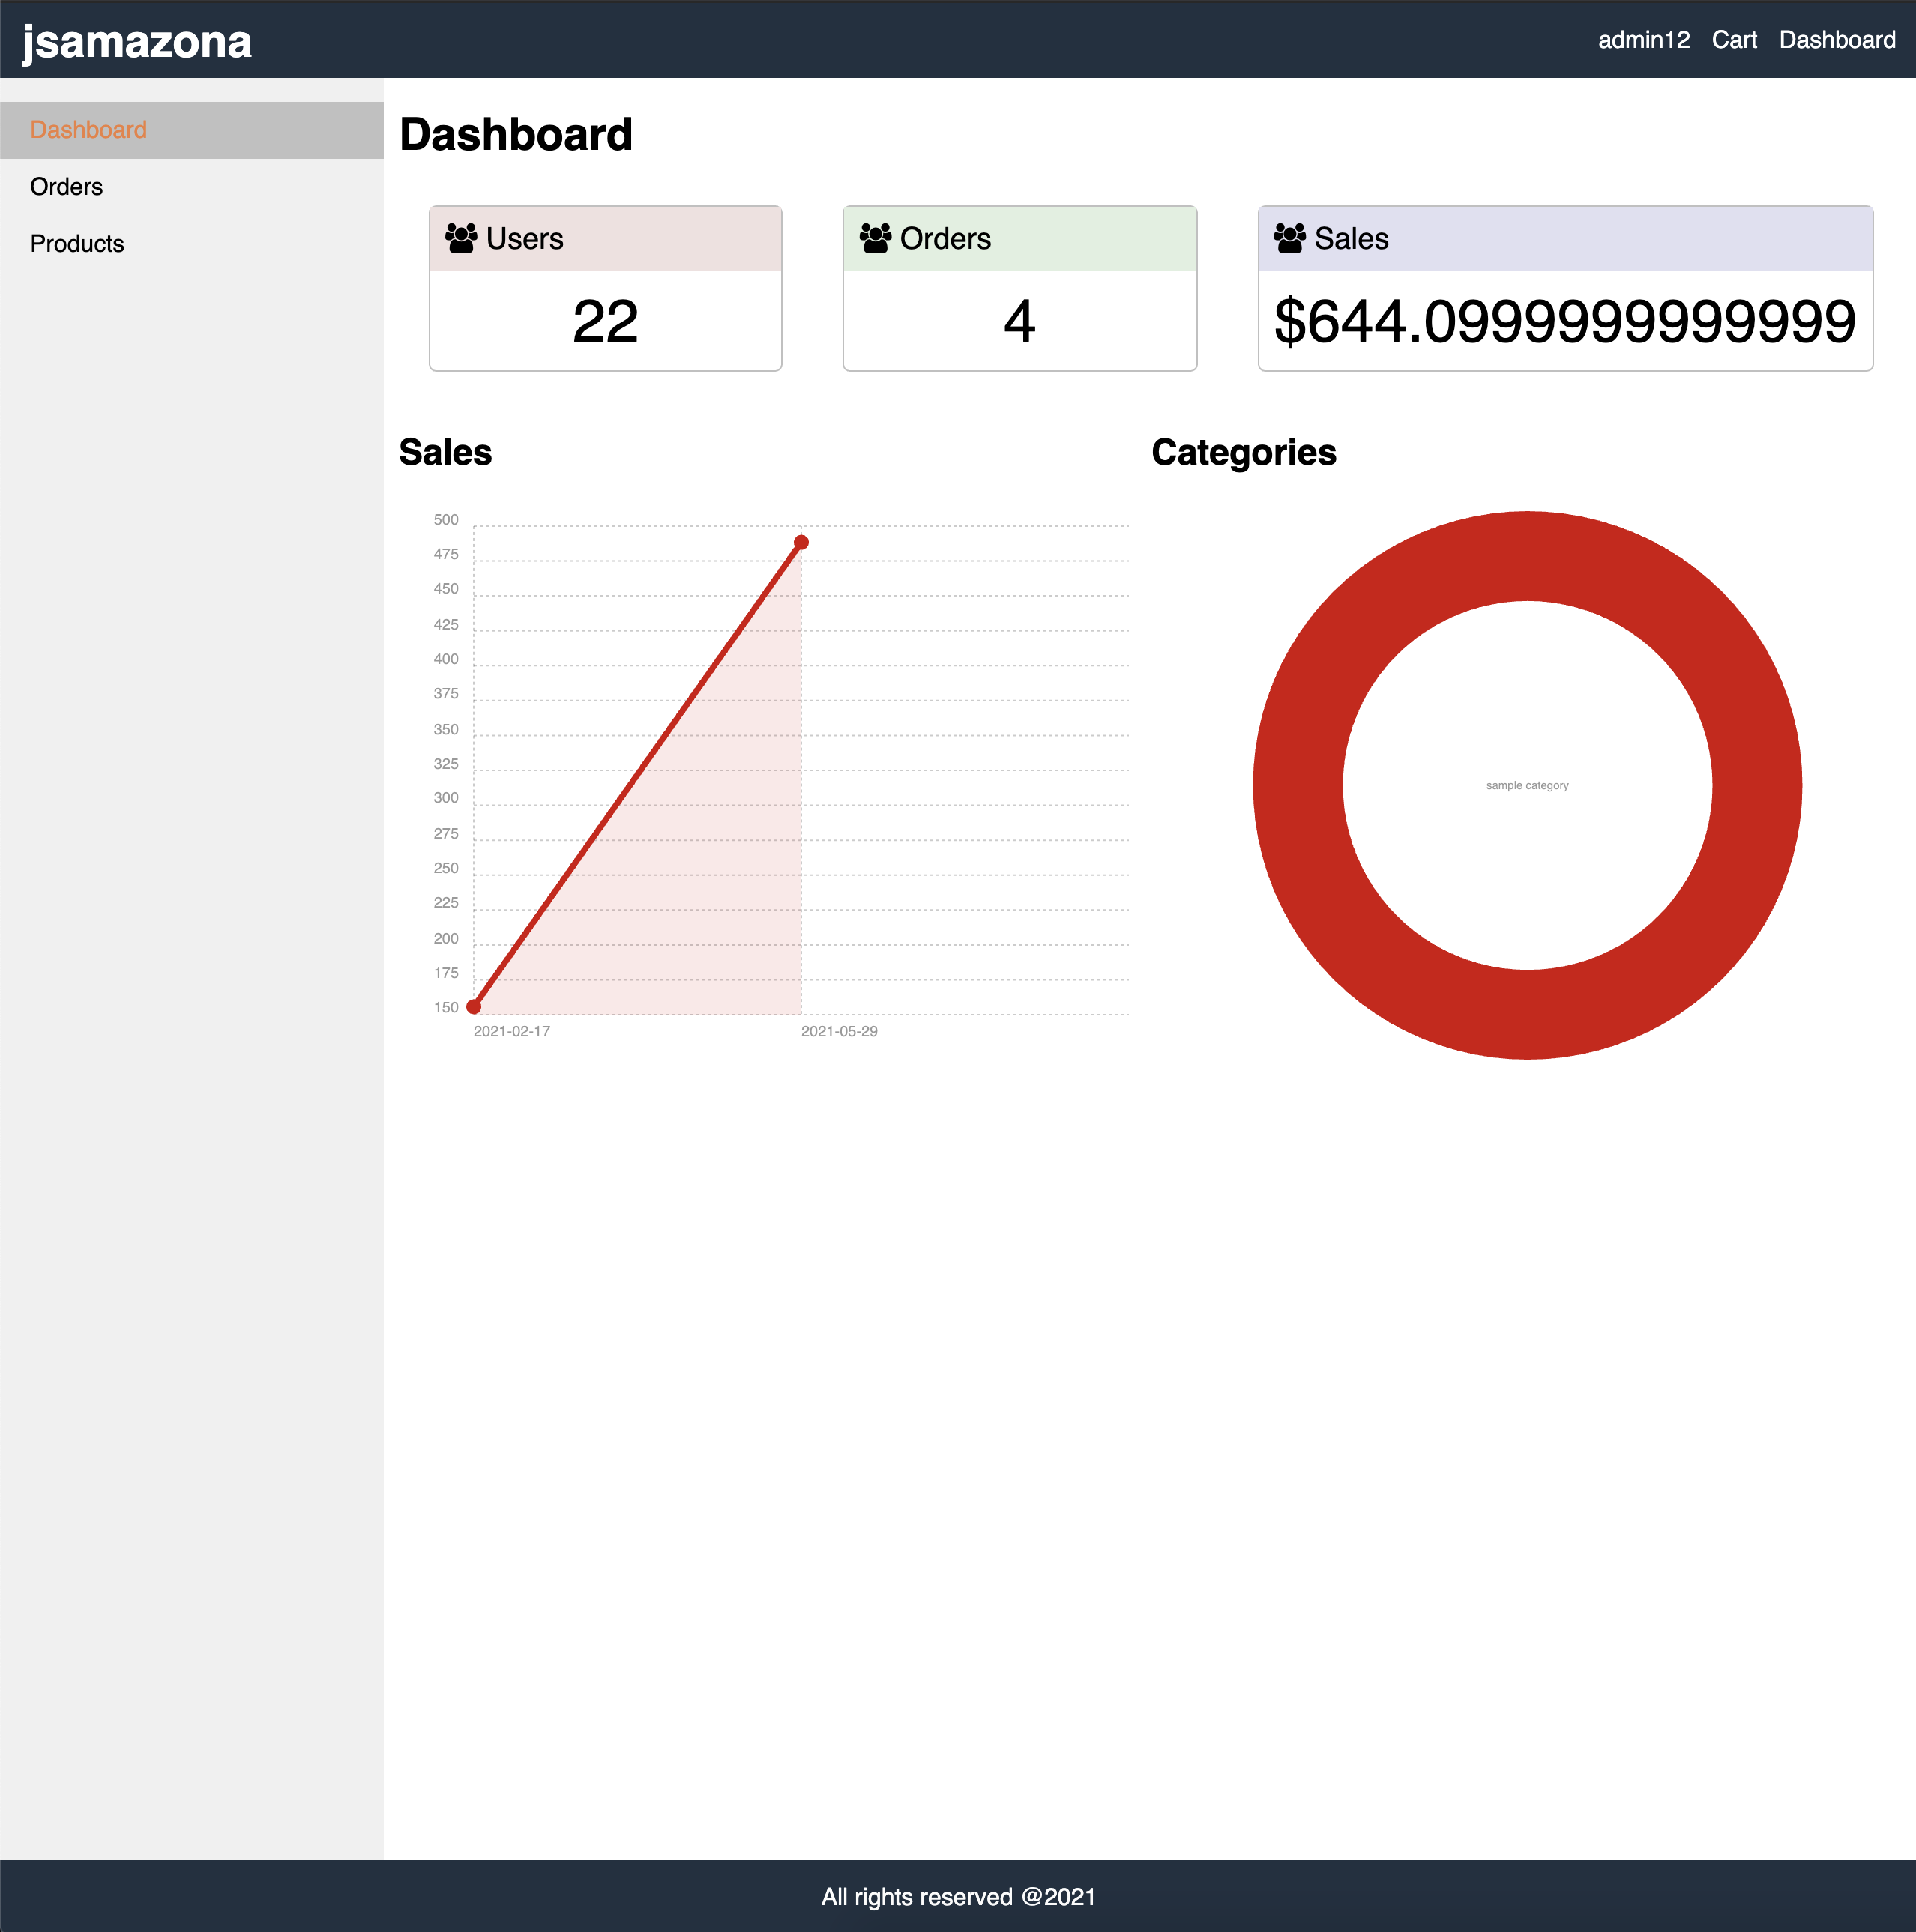 jsamazona
admin12 Cart Dashboard
Dashboard
Orders
Products
Dashboard
Users
22
Orders
4
Sales
$644.0999999999999
Sales
500
475
450
425
400
375
350
325
300
275
250
225
200
175
150
2021-02-17 2021-05-29
Categories
sample category
All rights reserved @2021